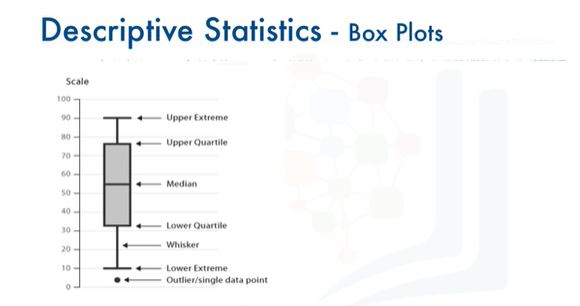 Descriptive Statistics - Box Plots
Scale
100
90
Upper Extreme
80
Upper Quartile
70
60
Median
50
40
Lower Quartile
30
Whisker
20
10
Lower Extreme
Outlier/single data point
0